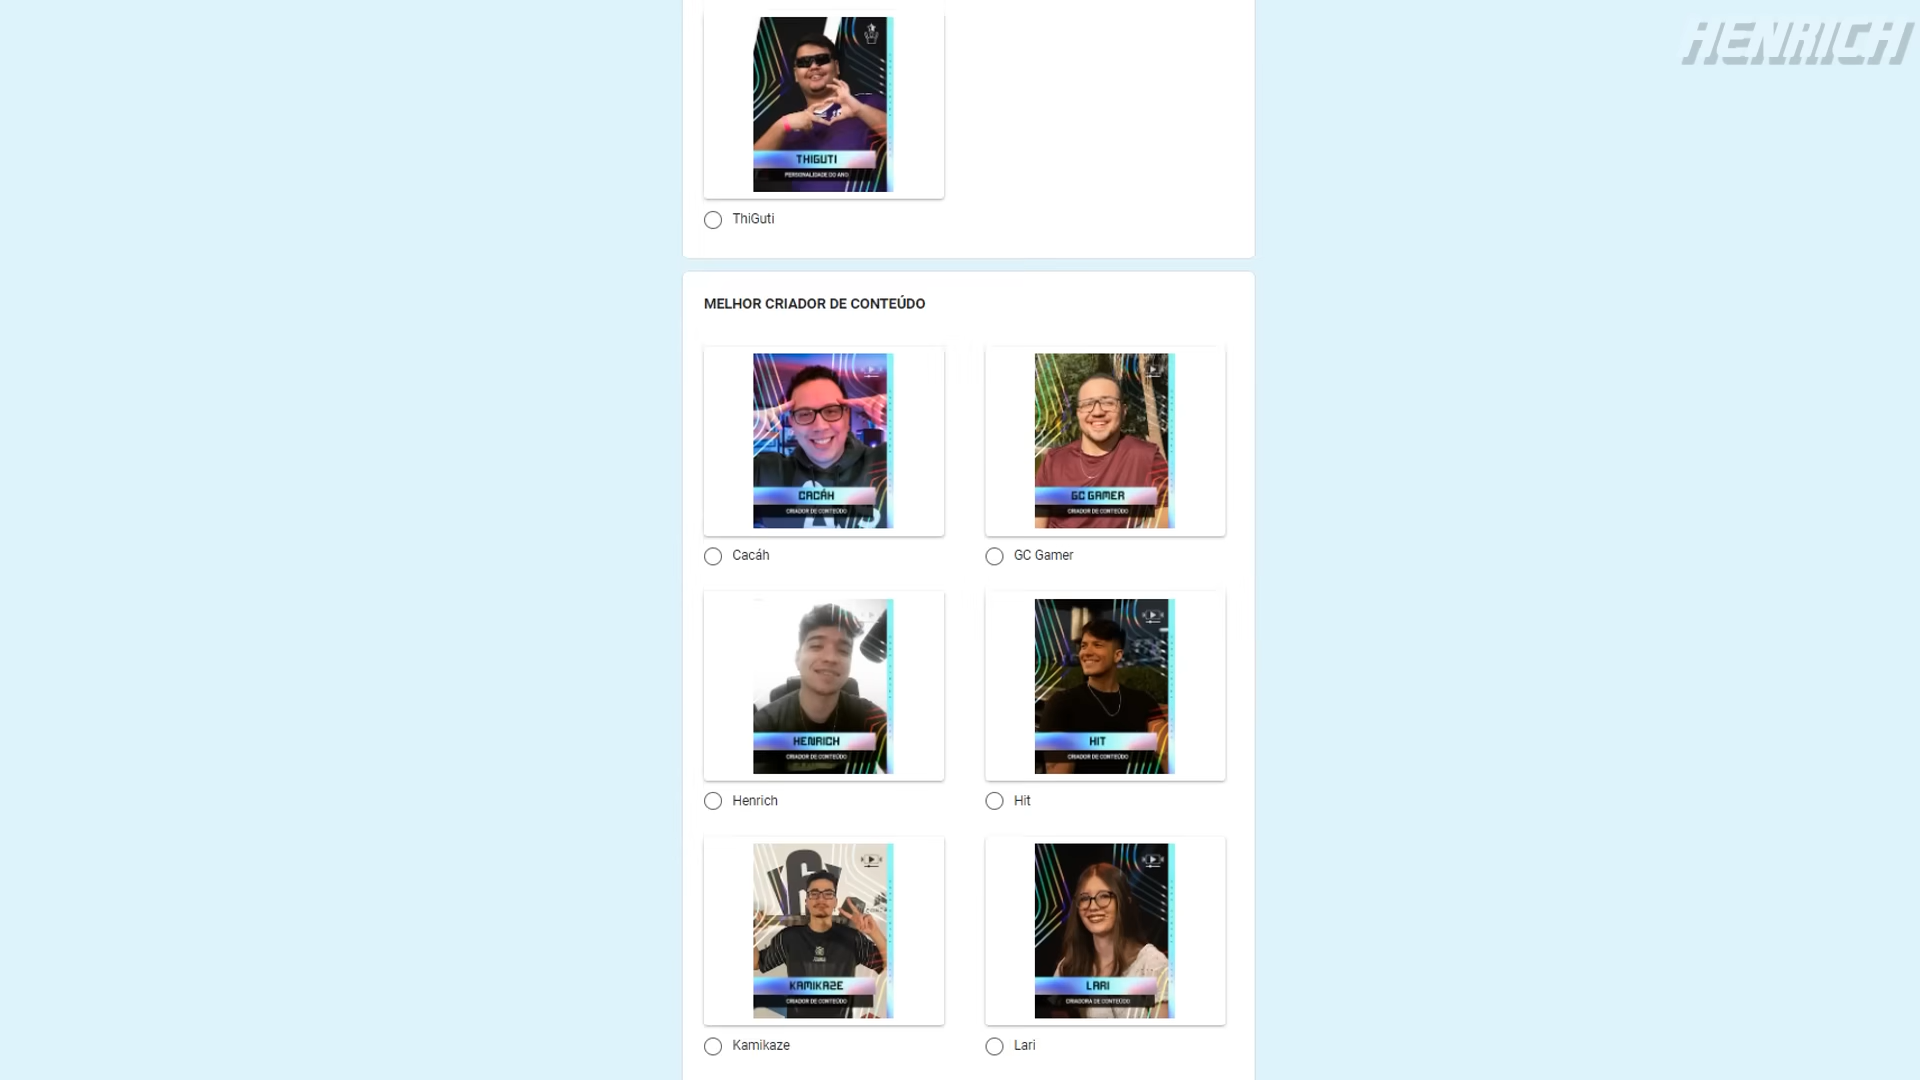 HENRICH
THIGUTI
PERSONALIDADE DO ANO
ThiGuti
MELHOR CRIADOR DE CONTEÚDO
CACÁH
CRIADOR DE CONTEÚDO
Cacáh
GC GAMER
CRIADOR DE CONTEÚDO
GC Gamer
HENRICH
CRIADOR DE CONTEÚDO
Henrich
HIT
CRIADOR DE CONTEÚDO
Hit
KAMIKAZE
CRIADOR DE CONTEÚDO
Kamikaze
LARI
CRIADORA DE CONTEÚDO
Lari